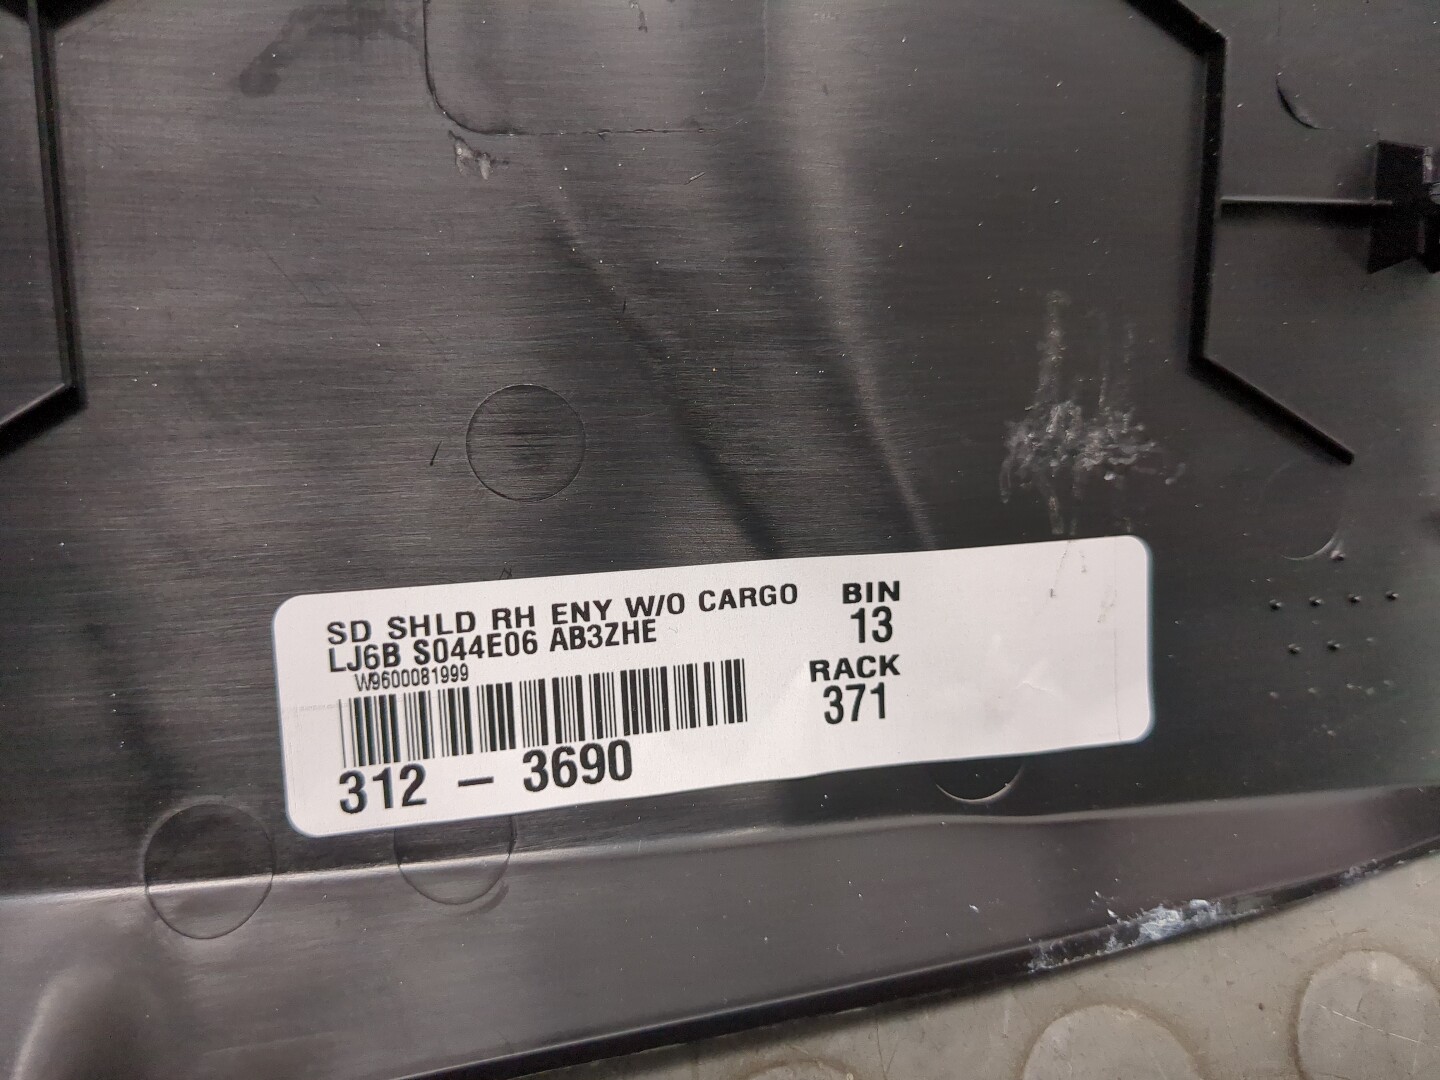 SD SHLD RH ENY W/O CARGO
LJ6B S044E06 AB3ZHE
W9600081999
312 – 3690
BIN
13
RACK
371